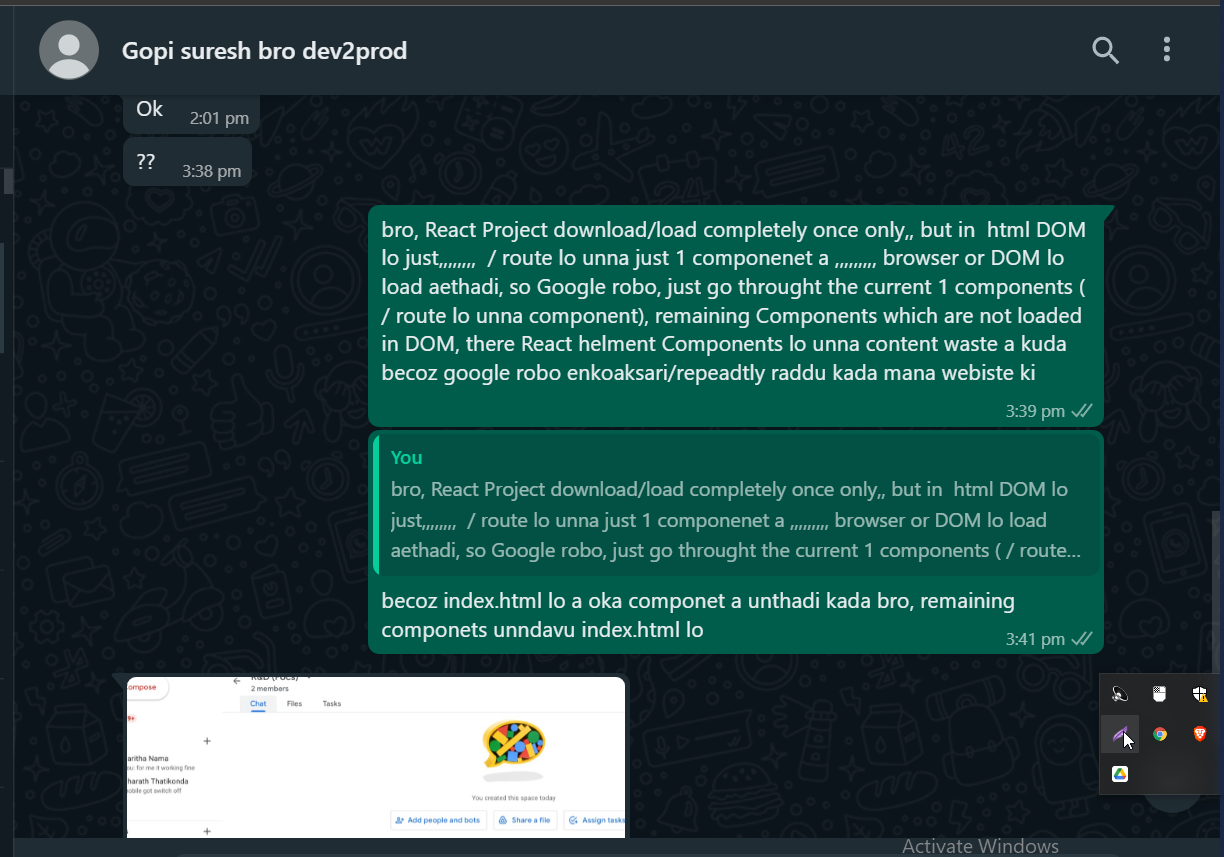 Gopi suresh bro dev2prod
Ok
2:01 pm
??
3:38 pm
bro, React Project download/load completely once only,, but in  html DOM
lo just,,,,,,,,  / route lo unna just 1 componenet a ,,,,,,,,, browser or DOM lo
load aethadi, so Google robo, just go throught the current 1 components (
/ route lo unna component), remaining Components which are not loaded
in DOM, there React helment Components lo unna content waste a kuda
becoz google robo enkoaksari/repeadtly raddu kada mana webiste ki
3:39 pm
You
bro, React Project download/load completely once only,, but in  html DOM lo
just,,,,,,,,  / route lo unna just 1 componenet a ,,,,,,,,, browser or DOM lo load
aethadi, so Google robo, just go throught the current 1 components ( / route...
becoz index.html lo a oka componet a unthadi kada bro, remaining
componets unndavu index.html lo
3:41 pm
ompose
2 members
Chat Files Tasks
aritha Nama
ou: for me it working fine
harath Thatikonda
obile got switch off
You created this space today
Add people and bots Share a file Assign tasks
Activate Windows